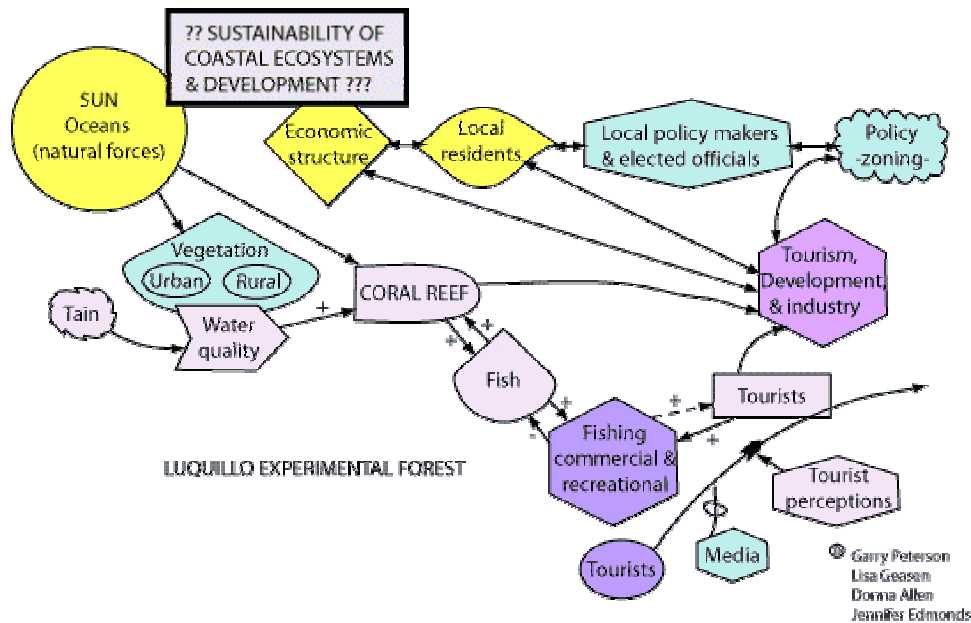 ?? SUSTAINABILITY OF
COASTAL ECOSYSTEMS
& DEVELOPMENT ???
SUN
Oceans
(natural forces)
Economic
structure
Local
residents
Local policy makers
& elected officials
Policy
-zoning-
Vegetation
Urban
Rural
Tain
Water
quality
+
CORAL REEF
Tourism,
Development,
& industry
+
+
Fish
+
-
Fishing
commercial &
recreational
+
+
Tourists
LUQUILLO EXPERIMENTAL FOREST
Tourist
perceptions
Tourists
Media
Garry Peterson
Lisa Geasen
Donna Allen
Jennifer Edmonds